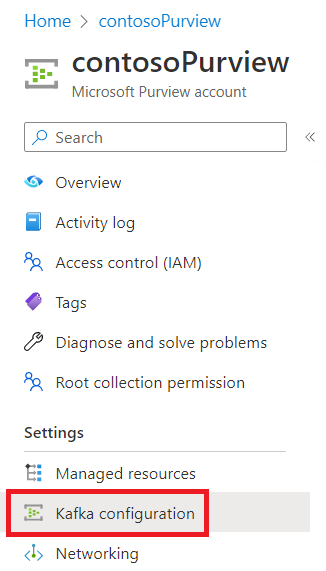 Home > contosoPurview
contosoPurview
Microsoft Purview account
Search
«
Overview
Activity log
Access control (IAM)
Tags
Diagnose and solve problems
Root collection permission
Settings
Managed resources
Kafka configuration
Networking